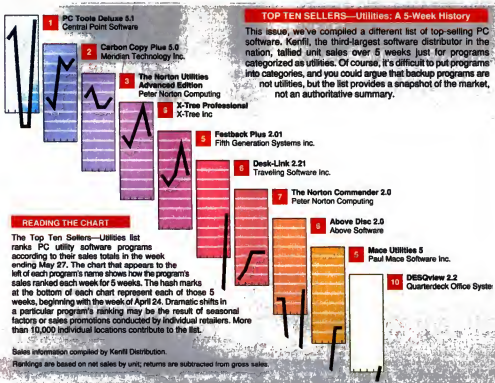 TOP TEN SELLERS—Utilities: A 5-Week History
This issue, we've compiled a different list of top-selling PC
software. Kenfil, the third-largest software distributor in the
nation, tallied unit sales over 5 weeks just for programs
categorized as utilities. Of course, it's difficult to put programs
into categories, and you could argue that backup programs are
not utilities, but the list provides a snapshot of the market,
not an authoritative summary.
1 PC Tools Deluxe 5.1
Central Point Software
2 Carbon Copy Plus 5.0
Meridian Technology Inc.
3 The Norton Utilities
Advanced Edition
Peter Norton Computing
X-Tree Professional
X-Tree Inc
5 Fastback Plus 2.01
Fifth Generation Systems Inc.
6 Desk-Link 2.21
Traveling Software Inc.
7 The Norton Commander 2.0
Peter Norton Computing
Above Disc 2.0
Above Software
Mace Utilities 5
Paul Mace Software Inc.
10 DESQview 2.2
Quarterdeck Office Syste
READING THE CHART
The Top Ten Sellers—Utilities list
ranks PC utility software programs
according to their sales totals in the week
ending May 27. The chart that appears to the
left of each program's name shows how the program's
sales ranked each week for 5 weeks. The hash marks
at the bottom of each chart represent each of those 5
weeks, beginning with the week of April 24. Dramatic shifts in
a particular program's ranking may be the result of seasonal
factors or sales promotions conducted by individual retailers. More
than 10,000 individual locations contribute to the list.
Sales information compiled by Kenfil Distribution.
Rankings are based on net sales by unit; returns are subtracted from gross sales.